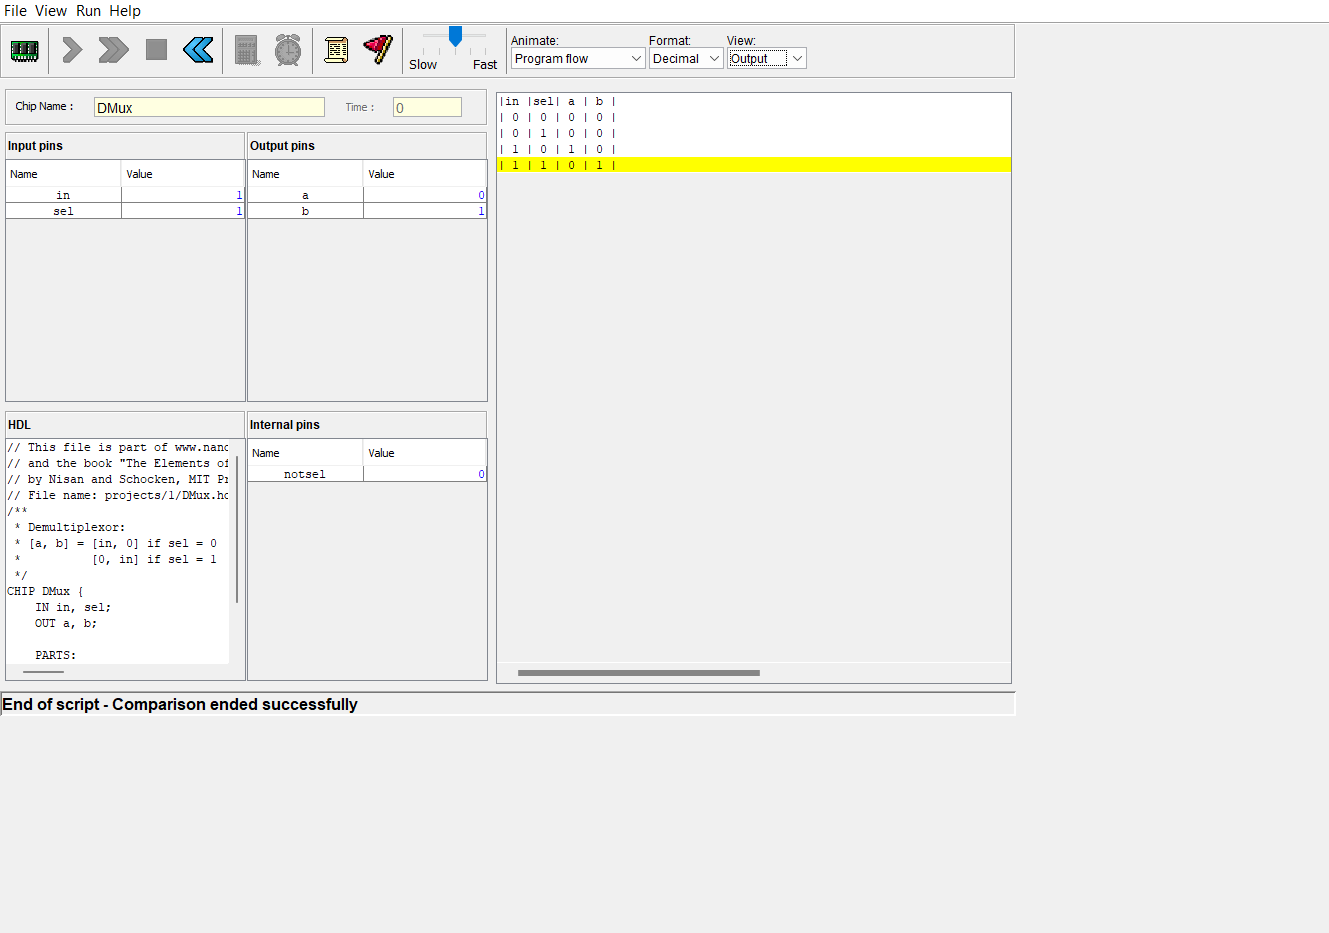 File View Run Help
Slow Fast
Animate: Format: View:
Program flow Decimal Output
Chip Name : DMux Time : 0
Input pins
Name Value
in 1
sel 1
Output pins
Name Value
a 0
b 1
HDL
// This file is part of www.nand
// and the book "The Elements of
// by Nisan and Schocken, MIT Pr
// File name: projects/1/DMux.hd
/**
* Demultiplexor:
* [a, b] = [in, 0] if sel = 0
* [0, in] if sel = 1
*/
CHIP DMux {
IN in, sel;
OUT a, b;
PARTS:
Internal pins
Name Value
notsel 0
|in |sel| a | b |
| 0 | 0 | 0 | 0 |
| 0 | 1 | 0 | 0 |
| 1 | 0 | 1 | 0 |
| 1 | 1 | 0 | 1 |
End of script - Comparison ended successfully